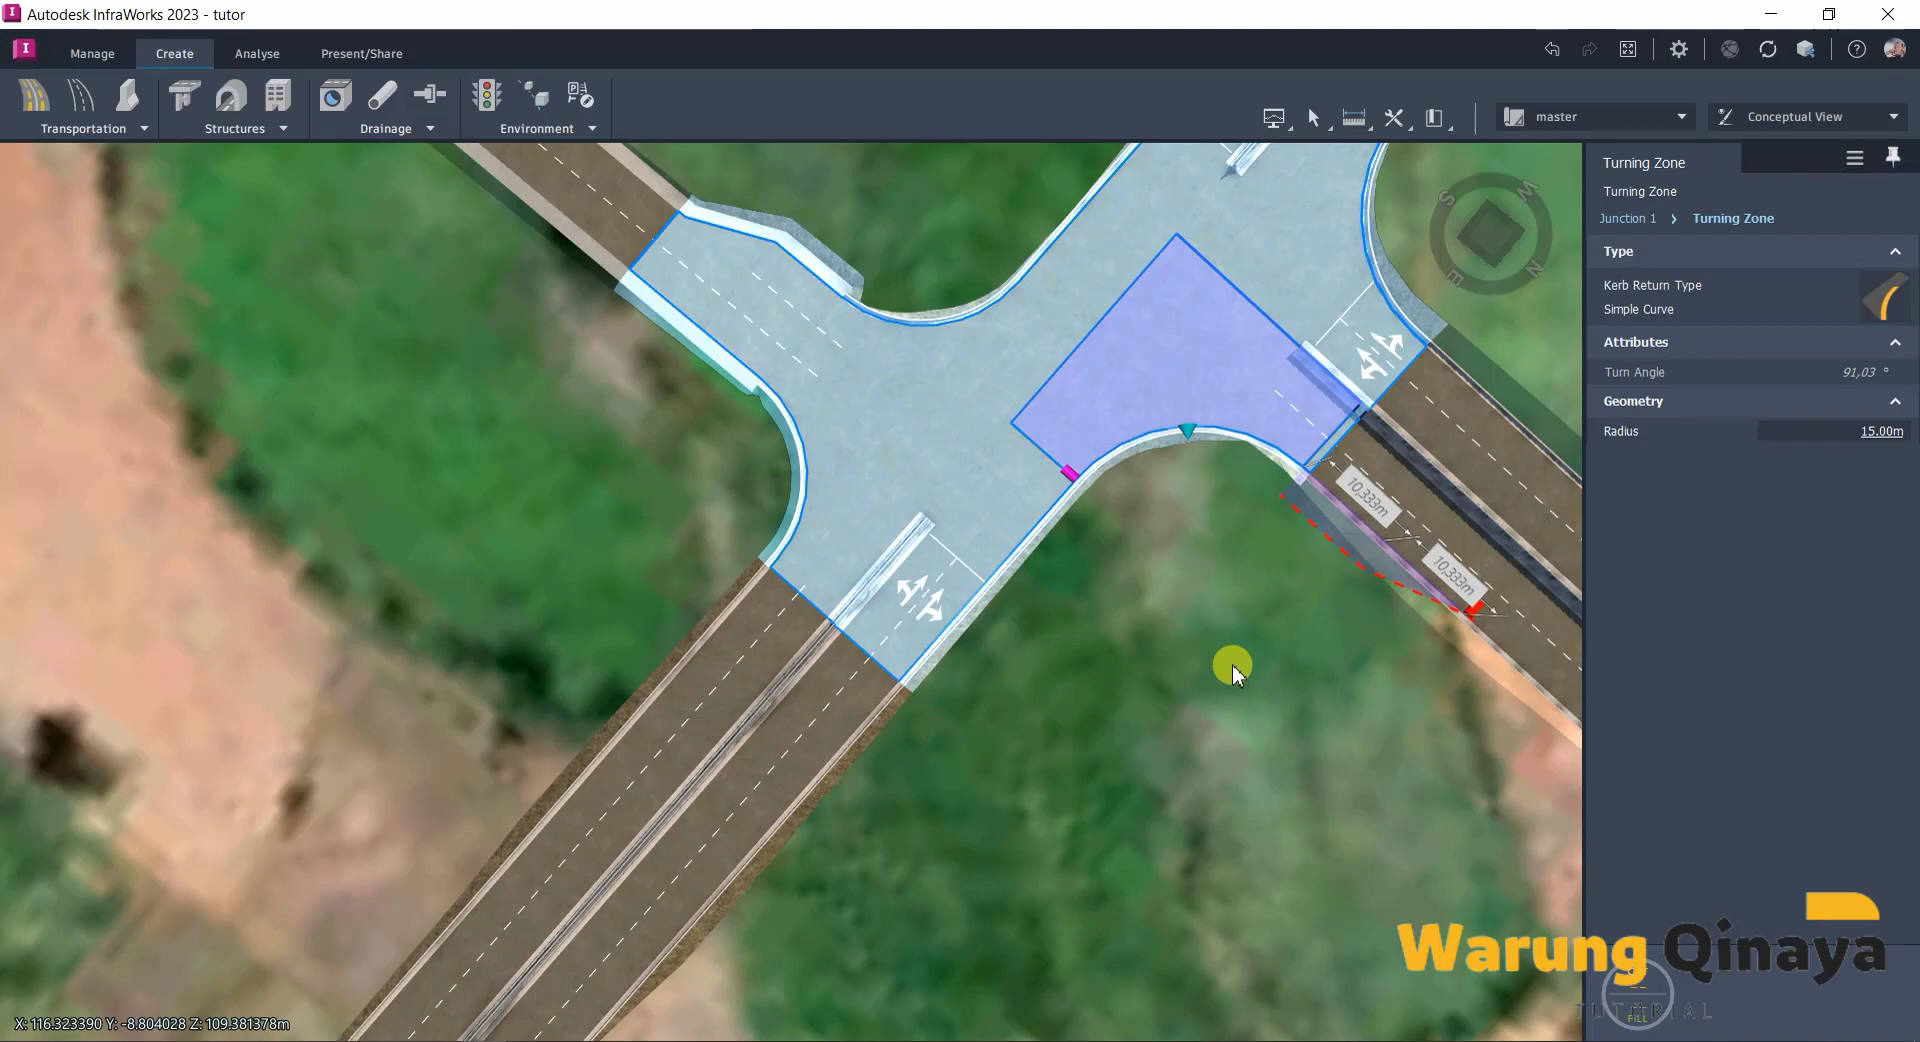 Autodesk InfraWorks 2023 - tutor
Manage
Create
Analyse
Present/Share
Transportation
Structures
Drainage
Environment
master
Conceptual View
Turning Zone
Turning Zone
Junction 1 > Turning Zone
Type
Kerb Return Type
Simple Curve
Attributes
Turn Angle 91,03 °
Geometry
Radius 15.00m
S
W
E
N
10,333m
10,333m
Warung Qinaya
TUTORIAL
FILL
X: 116.323390 Y: -8.804028 Z: 109.381378m